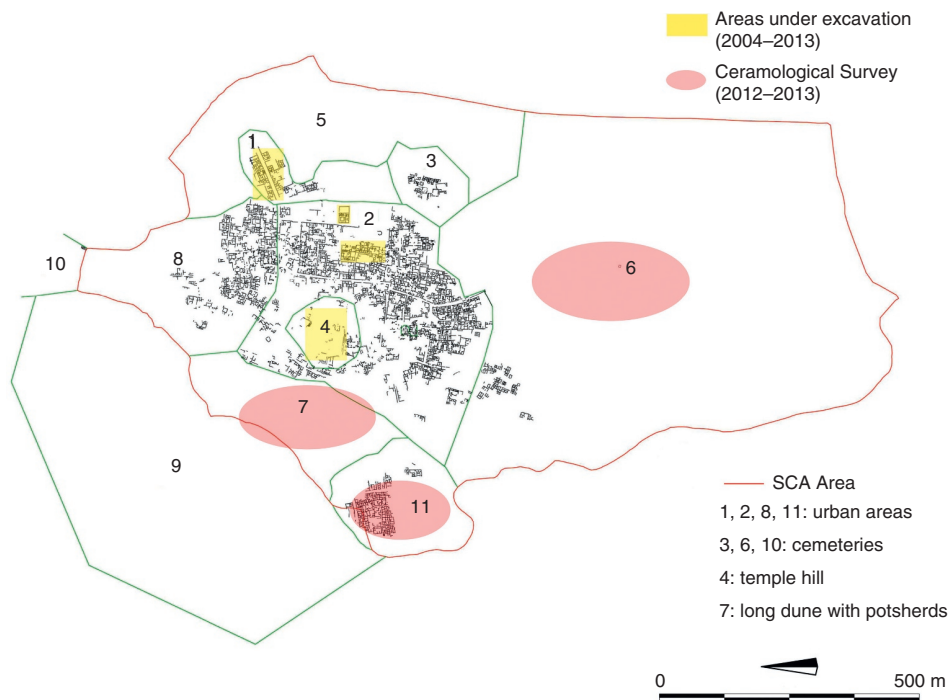 Areas under excavation
(2004–2013)
Ceramological Survey
(2012–2013)
5
1
3
2
8
10
6
4
7
9
11
SCA Area
1, 2, 8, 11: urban areas
3, 6, 10: cemeteries
4: temple hill
7: long dune with potsherds
0 500 m